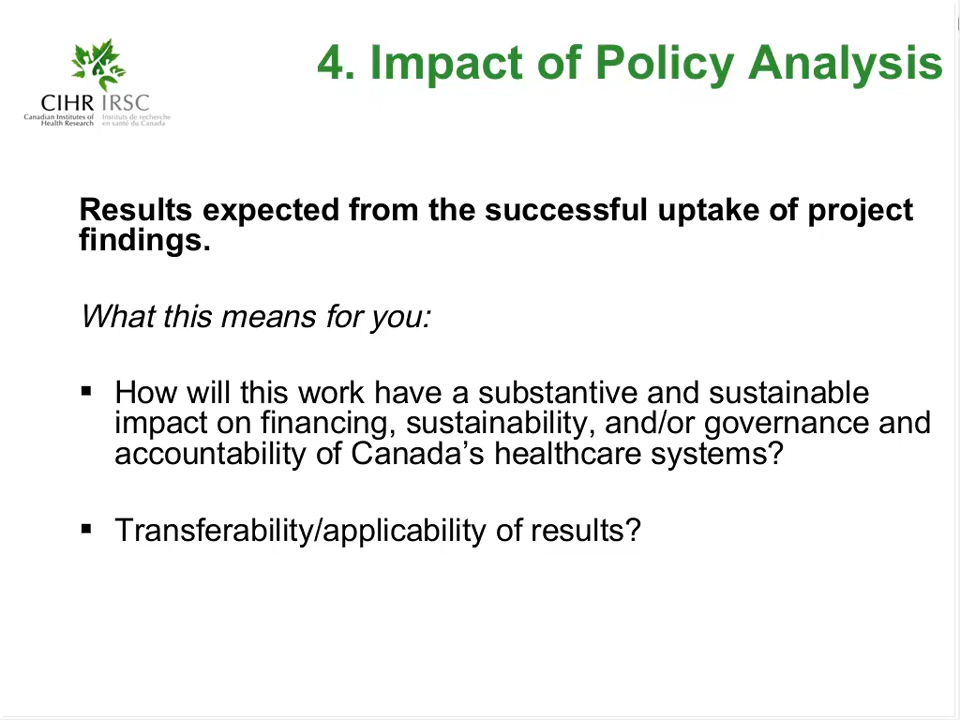 4. Impact of Policy Analysis
CIHR IRSC
Canadian Institutes of Health Research
Instituts de recherche en santé du Canada
Results expected from the successful uptake of project
findings.
What this means for you:
▪ How will this work have a substantive and sustainable
impact on financing, sustainability, and/or governance and
accountability of Canada’s healthcare systems?
▪ Transferability/applicability of results?